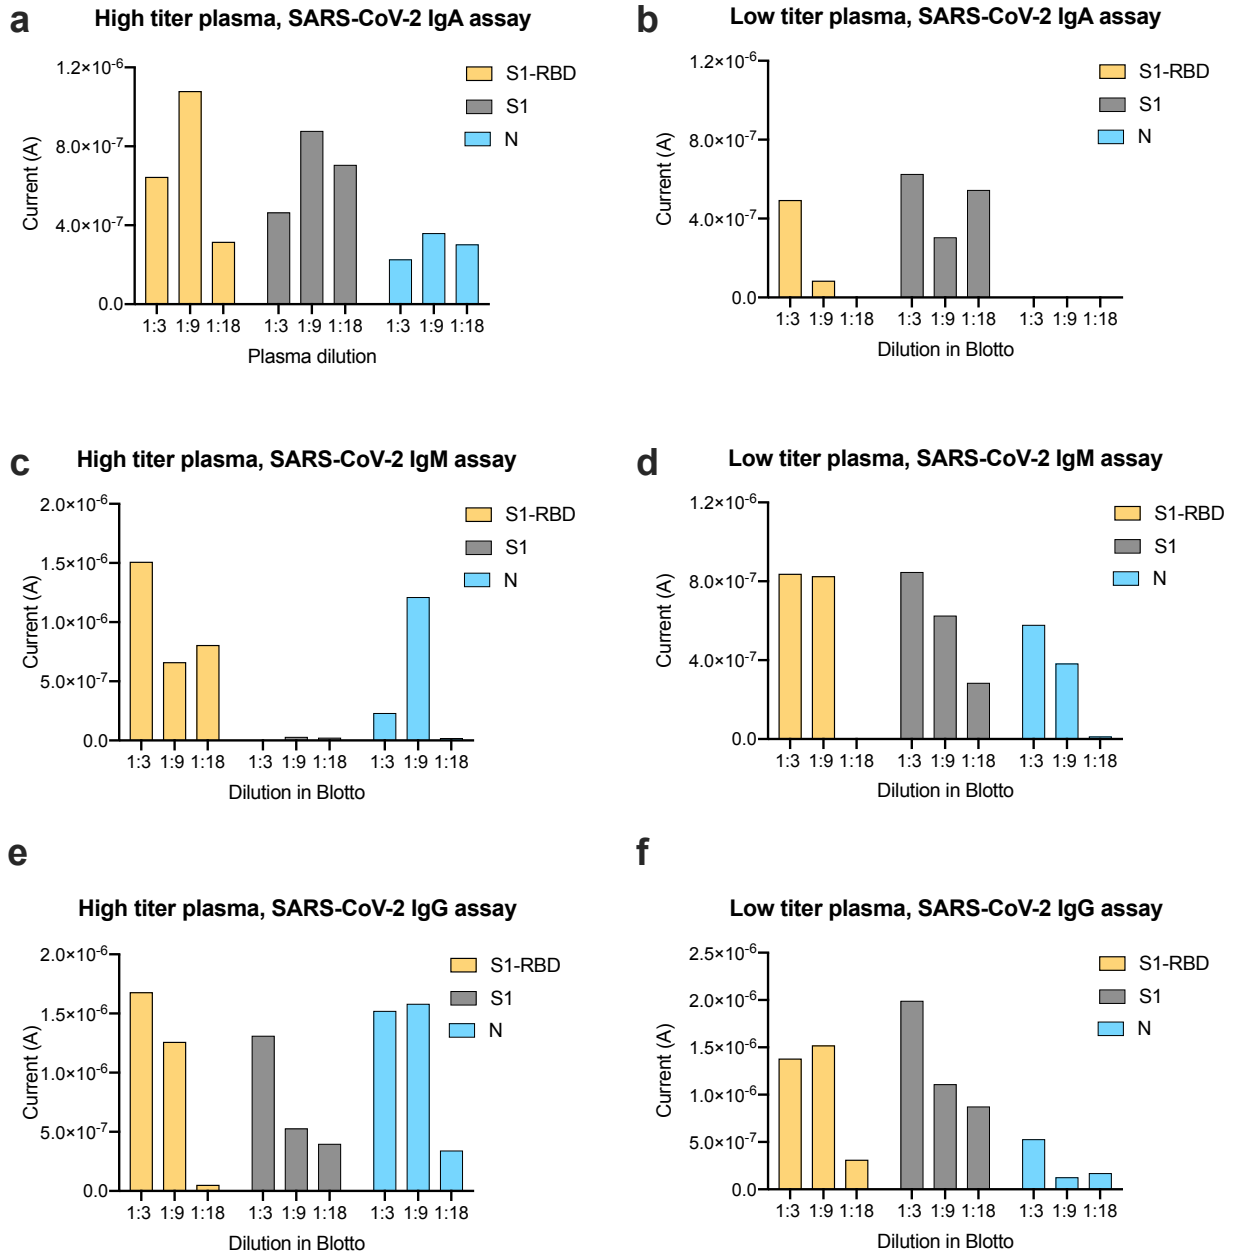 a
High titer plasma, SARS-CoV-2 IgA assay
1.2×10-6
8.0×10-7
4.0×10-7
0.0
Current (A)
S1-RBD
S1
N
1:3 1:9 1:18 1:3 1:9 1:18 1:3 1:9 1:18
Plasma dilution
b
Low titer plasma, SARS-CoV-2 IgA assay
1.2×10-6
8.0×10-7
4.0×10-7
0.0
Current (A)
S1-RBD
S1
N
1:3 1:9 1:18 1:3 1:9 1:18 1:3 1:9 1:18
Dilution in Blotto
c
High titer plasma, SARS-CoV-2 IgM assay
2.0×10-6
1.5×10-6
1.0×10-6
5.0×10-7
0.0
Current (A)
S1-RBD
S1
N
1:3 1:9 1:18 1:3 1:9 1:18 1:3 1:9 1:18
Dilution in Blotto
d
Low titer plasma, SARS-CoV-2 IgM assay
1.2×10-6
8.0×10-7
4.0×10-7
0.0
Current (A)
S1-RBD
S1
N
1:3 1:9 1:18 1:3 1:9 1:18 1:3 1:9 1:18
Dilution in Blotto
e
High titer plasma, SARS-CoV-2 IgG assay
2.0×10-6
1.5×10-6
1.0×10-6
5.0×10-7
0.0
Current (A)
S1-RBD
S1
N
1:3 1:9 1:18 1:3 1:9 1:18 1:3 1:9 1:18
Dilution in Blotto
f
Low titer plasma, SARS-CoV-2 IgG assay
2.5×10-6
2.0×10-6
1.5×10-6
1.0×10-6
5.0×10-7
0.0
Current (A)
S1-RBD
S1
N
1:3 1:9 1:18 1:3 1:9 1:18 1:3 1:9 1:18
Dilution in Blotto